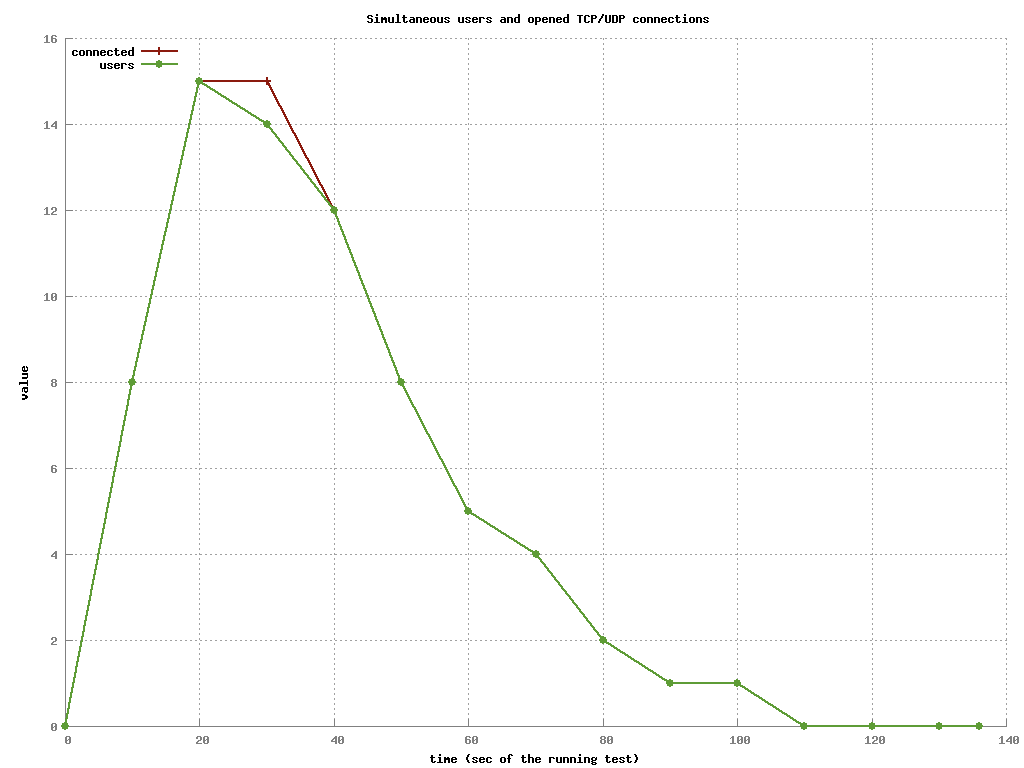 Simultaneous users and opened TCP/UDP connections
connected
users
16
14
12
10
8
6
4
2
0
value
0 20 40 60 80 100 120 140
time (sec of the running test)